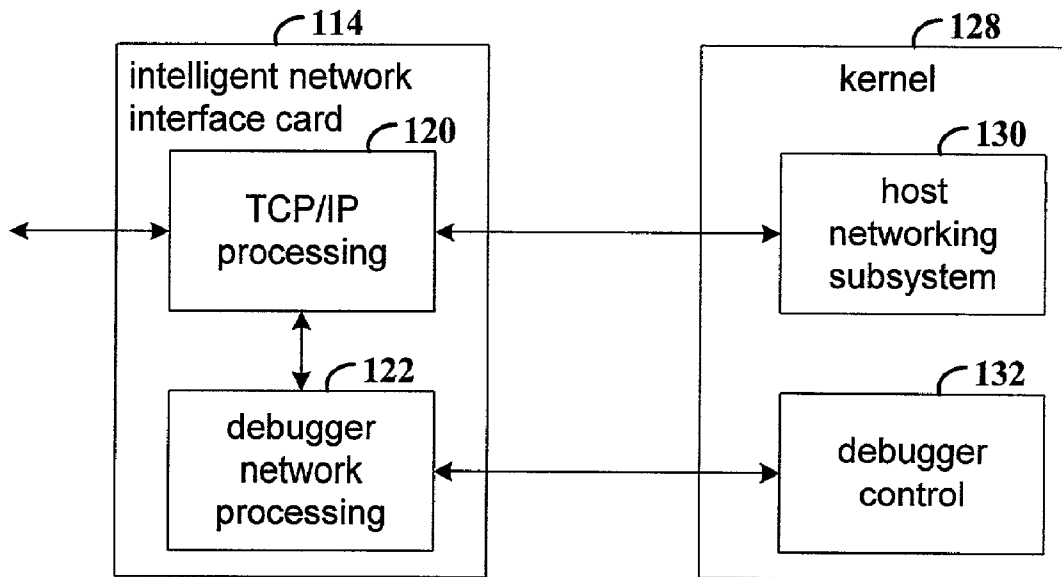 114
intelligent network
interface card
120
TCP/IP
processing
122
debugger
network
processing
128
kernel
130
host
networking
subsystem
132
debugger
control